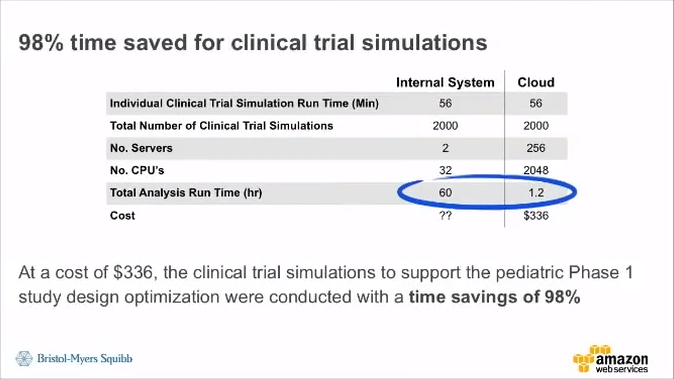 98% time saved for clinical trial simulations
Internal System Cloud
Individual Clinical Trial Simulation Run Time (Min) 56 56
Total Number of Clinical Trial Simulations 2000 2000
No. Servers 2 256
No. CPU's 32 2048
Total Analysis Run Time (hr) 60 1.2
Cost ?? $336
At a cost of $336, the clinical trial simulations to support the pediatric Phase 1
study design optimization were conducted with a time savings of 98%
Bristol-Myers Squibb
amazon
web services